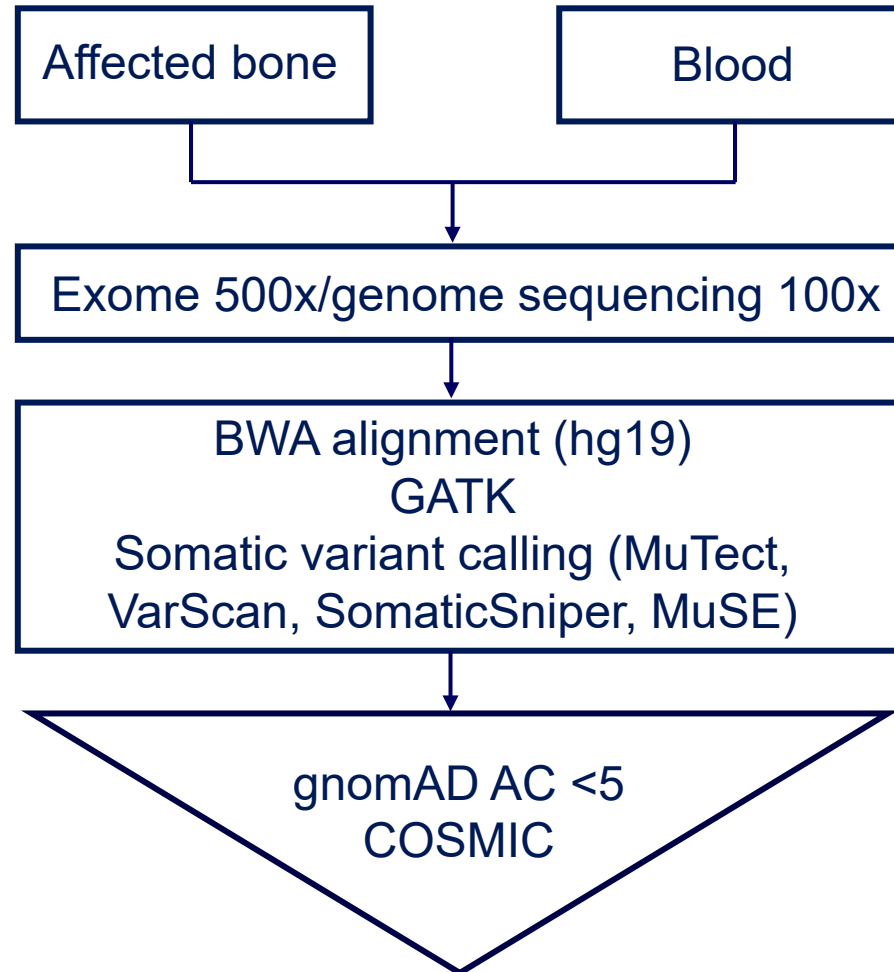 Affected bone
Blood
Exome 500x/genome sequencing 100x
BWA alignment (hg19)
GATK
Somatic variant calling (MuTect,
VarScan, SomaticSniper, MuSE)
gnomAD AC <5
COSMIC